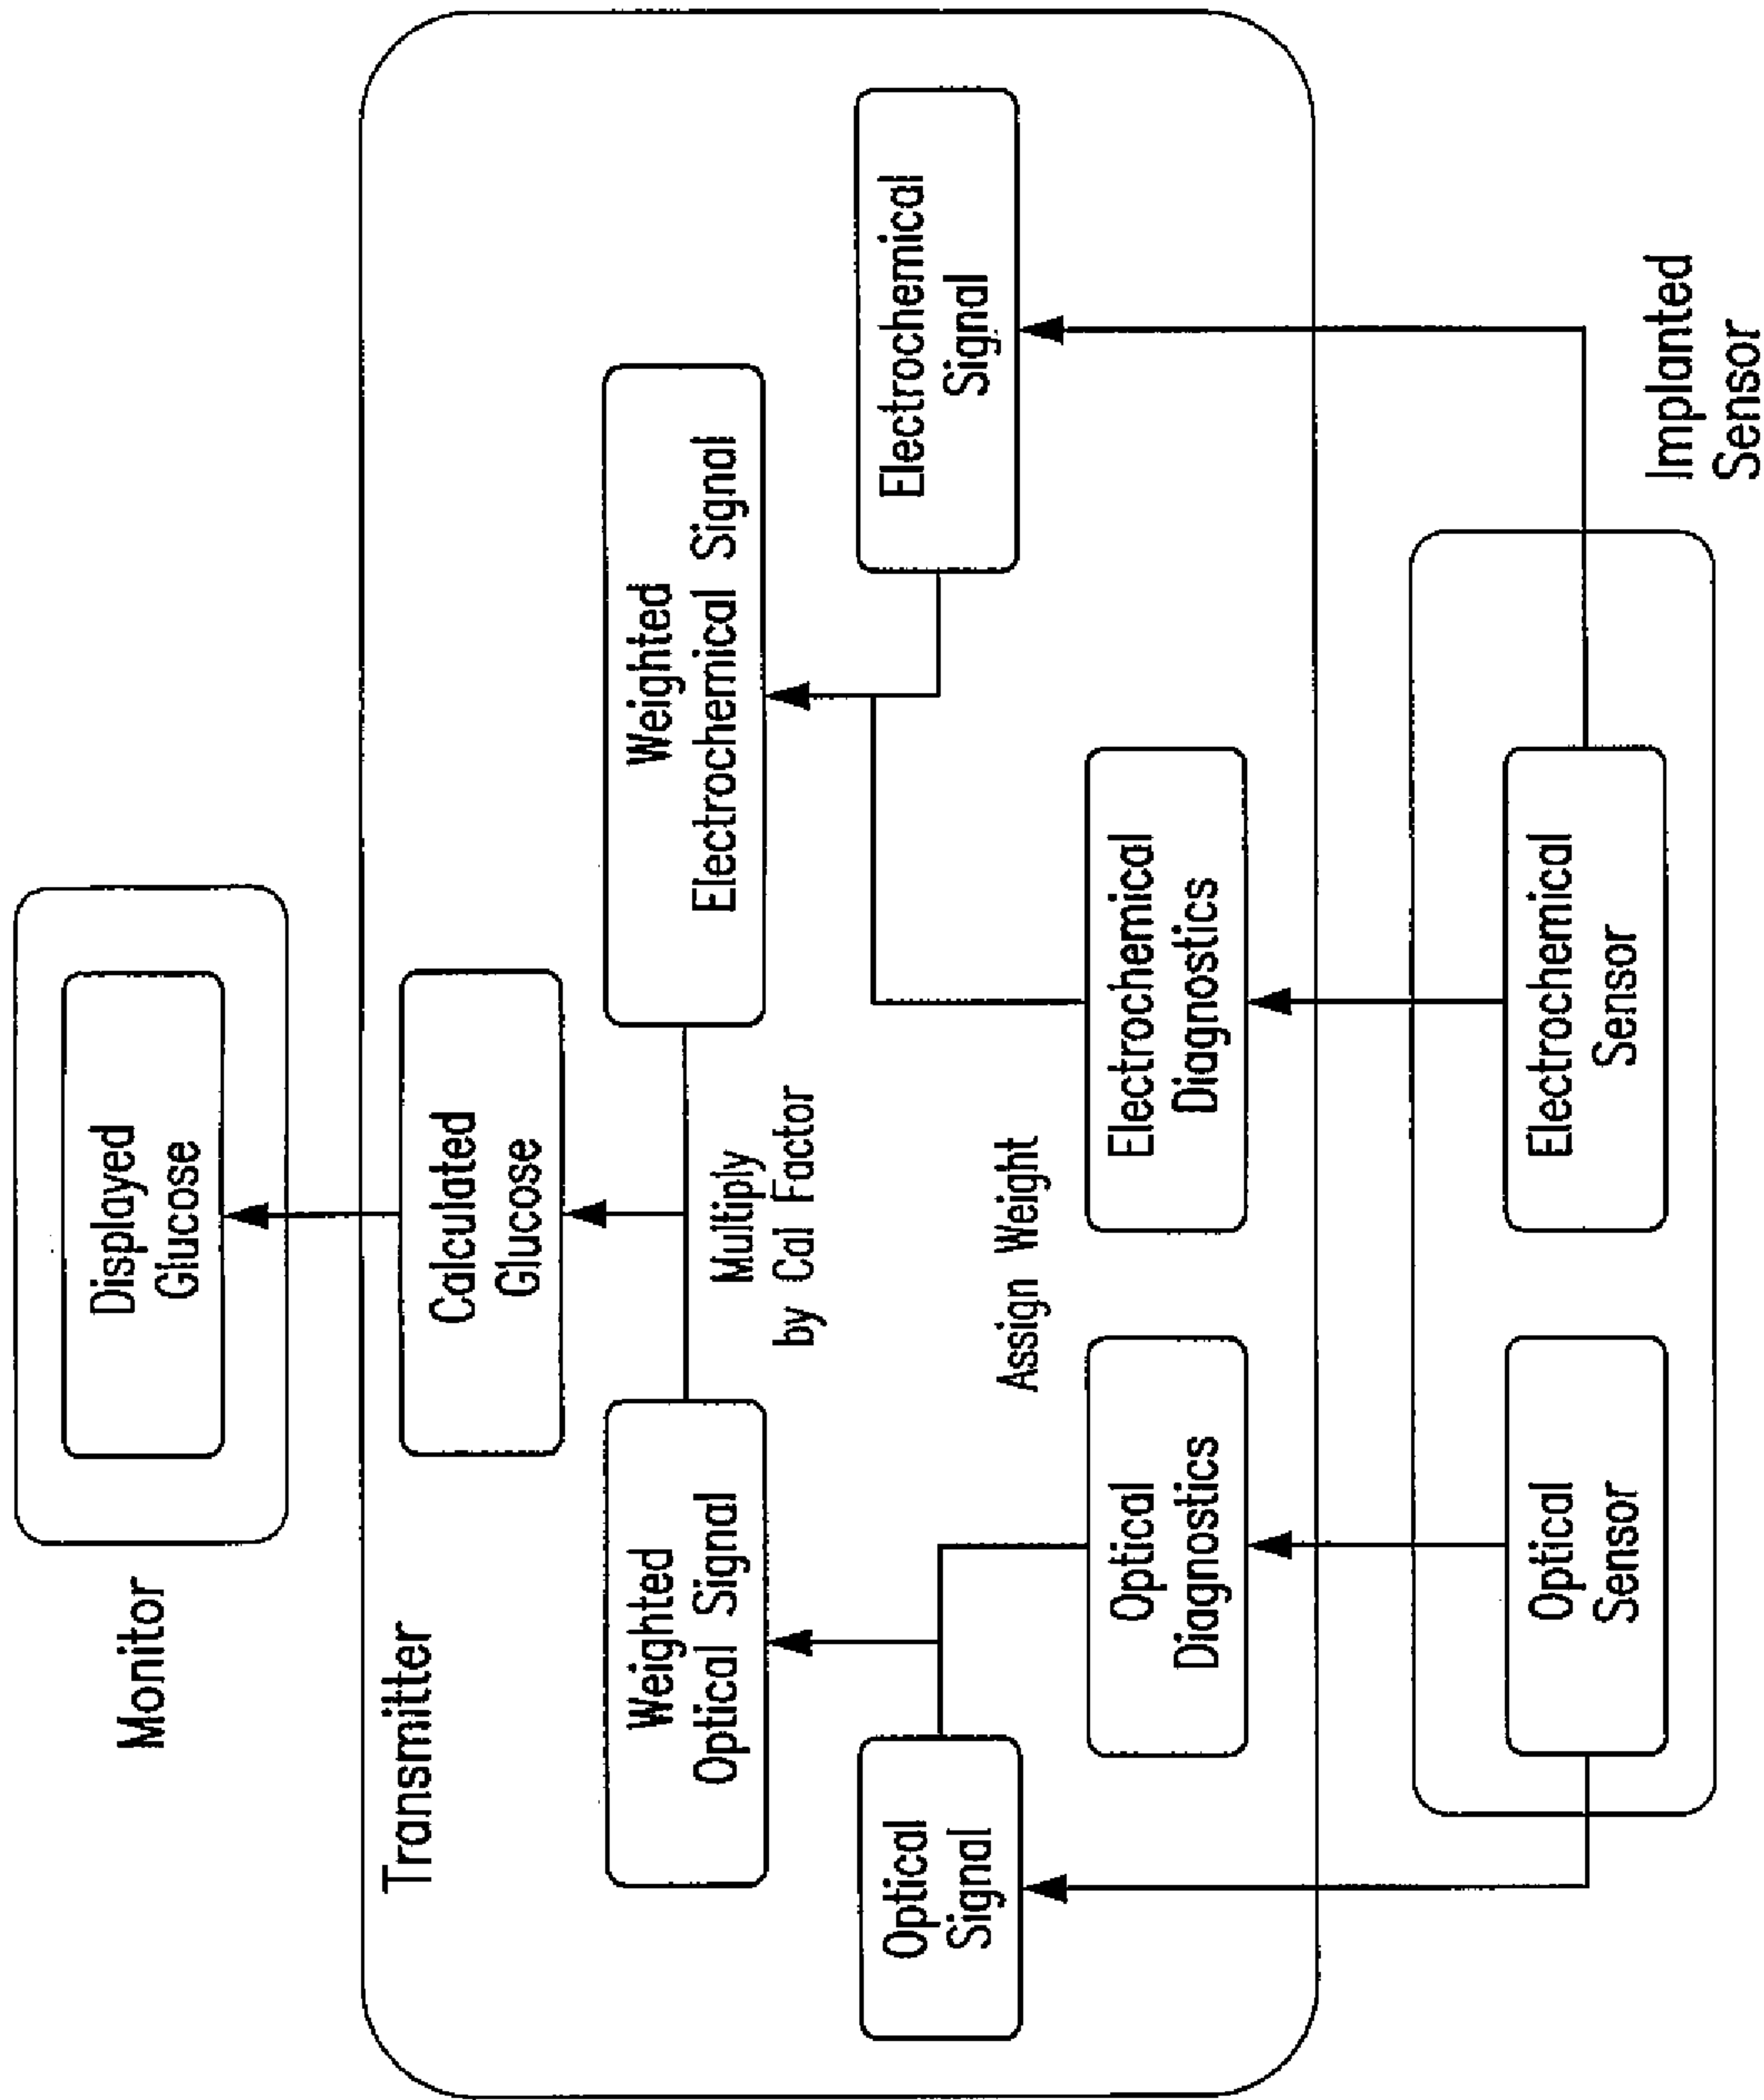 Monitor
Displayed
Glucose
Transmitter
Calculated
Glucose
Weighted
Optical Signal
Multiply
by Cal Factor
Weighted
Electrochemical Signal
Optical
Signal
Electrochemical
Signal
Assign Weight
Optical
Diagnostics
Electrochemical
Diagnostics
Optical
Sensor
Electrochemical
Sensor
Implanted
Sensor